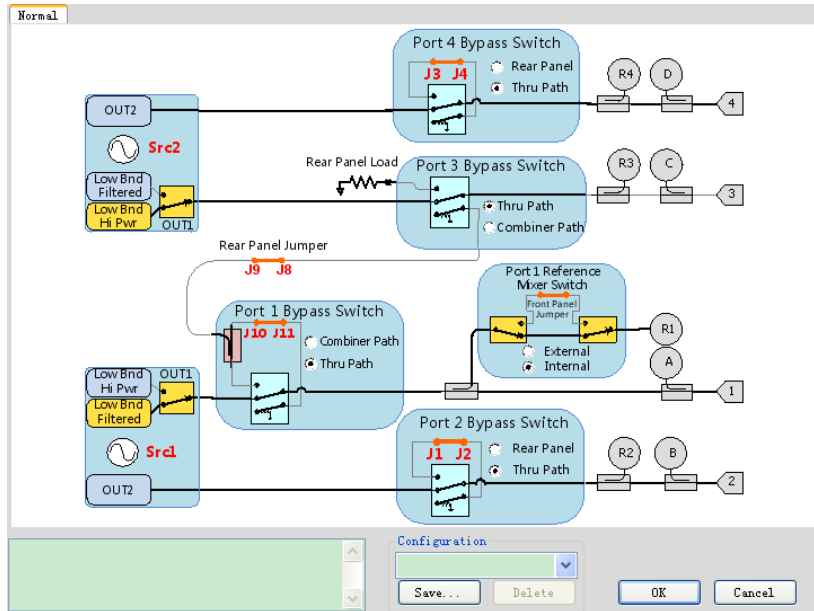 Normal
Port 4 Bypass Switch
J3 J4
Rear Panel
Thru Path
R4
D
4
OUT2
Src2
Low Bnd
Filtered
Low Bnd
Hi Pwr
OUT1
Rear Panel Load
Port 3 Bypass Switch
Thru Path
Combiner Path
R3
C
3
Rear Panel Jumper
J9 J8
Port 1 Reference
Mixer Switch
Front Panel
Jumper
External
Internal
R1
A
1
Port 1 Bypass Switch
J10 J11
Combiner Path
Thru Path
Low Bnd
Hi Pwr
Low Bnd
Filtered
OUT1
Src1
OUT2
Port 2 Bypass Switch
J1 J2
Rear Panel
Thru Path
R2
B
2
Configuration
Save...
Delete
OK
Cancel